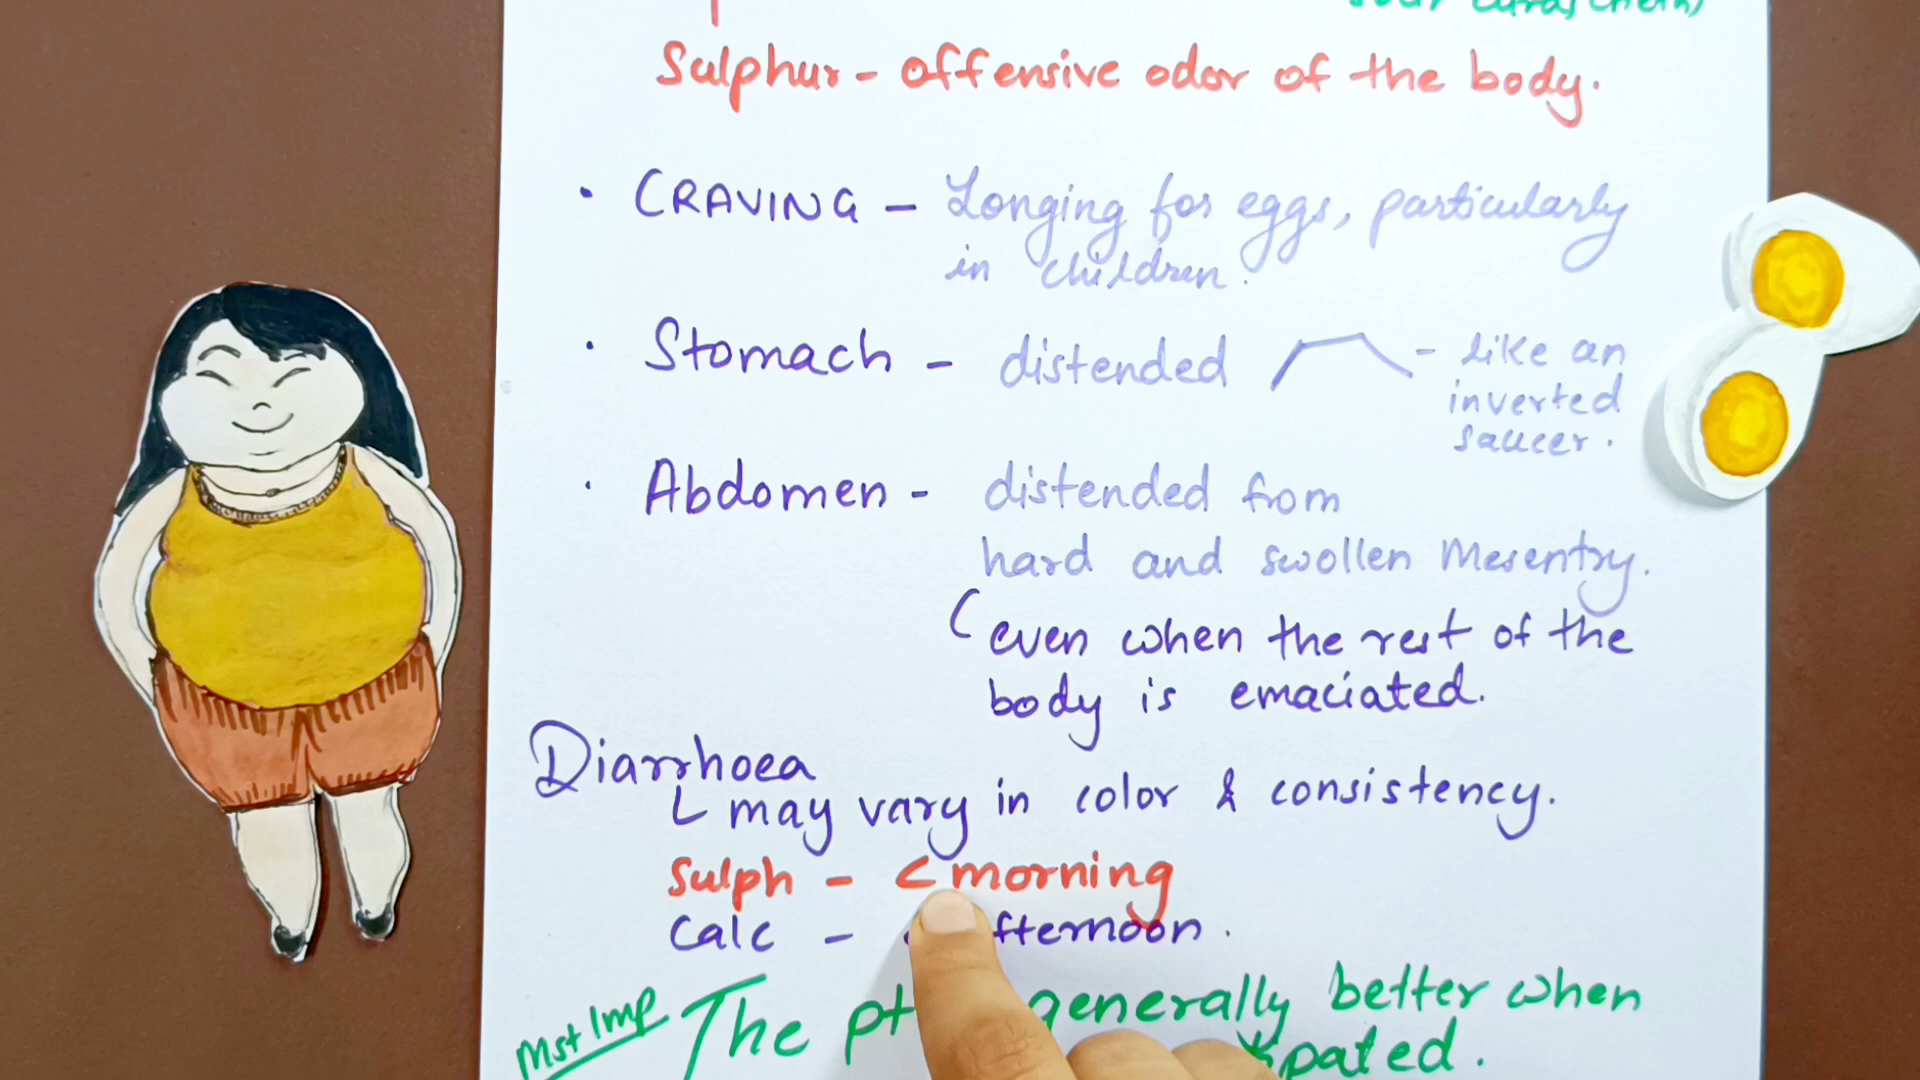 Sulphur - offensive odor of the body.
• CRAVING - Longing for eggs, particularly
in children.
• Stomach - distended - like an
inverted
saucer.
• Abdomen - distended from
hard and swollen Mesentry.
(even when the rest of the
body is emaciated.
Diarrhoea
may vary in color & consistency.
Sulph - < morning
Calc - fternoon.
Mst Imp The pt generally better when
pated.